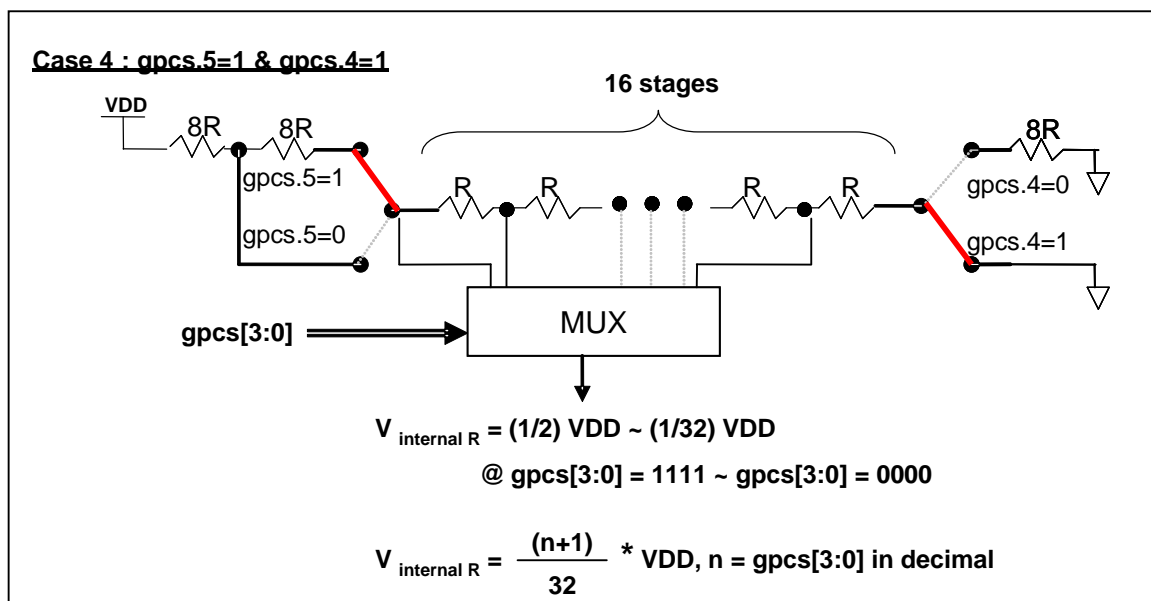 Case 4 : gpcs.5=1 & gpcs.4=1
16 stages
VDD
8R
8R
8R
gpcs.5=1
R
R
R
R
gpcs.4=0
gpcs.5=0
gpcs.4=1
gpcs[3:0]
MUX
V internal R = (1/2) VDD ~ (1/32) VDD
@ gpcs[3:0] = 1111 ~ gpcs[3:0] = 0000
V internal R = (n+1) / 32 * VDD, n = gpcs[3:0] in decimal